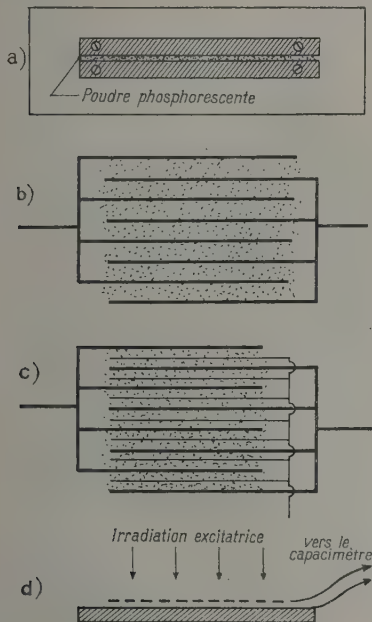 a)
Poudre phosphorescente
b)
c)
Irradiation excitatrice
vers le
capacimètre
d)